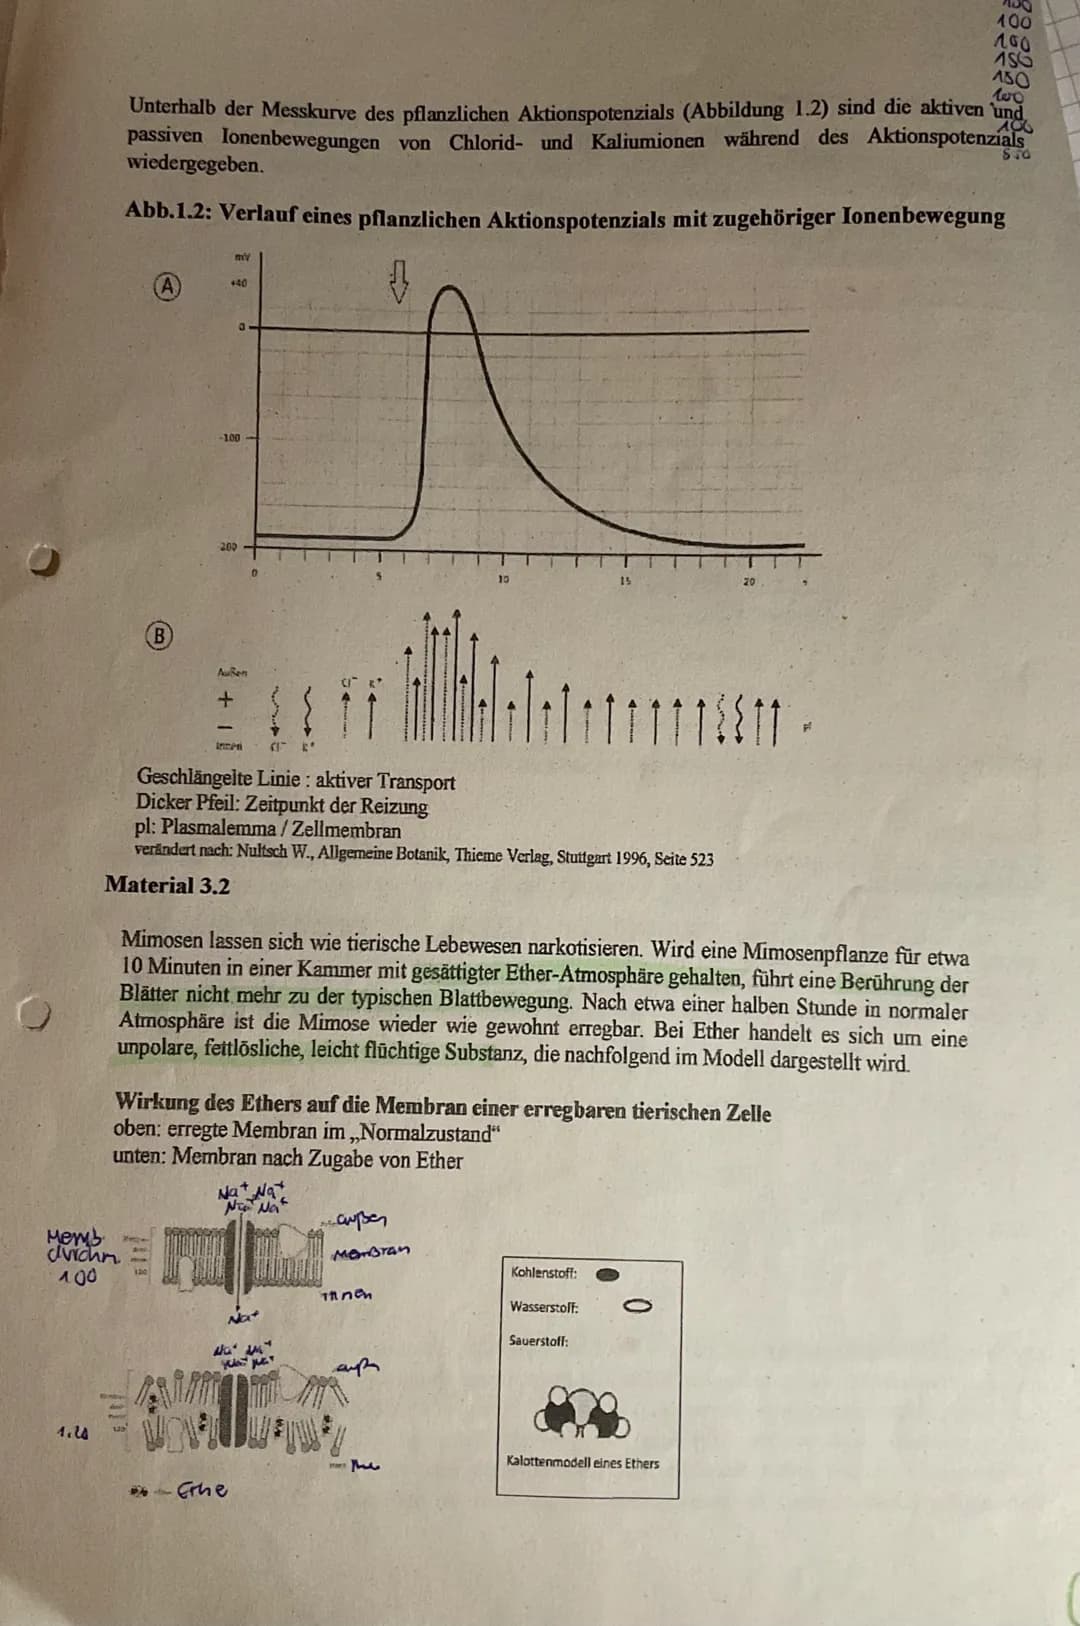 100
100
150
150
100
Unterhalb der Messkurve des pflanzlichen Aktionspotenzials (Abbildung 1.2) sind die aktiven und
passiven Ionenbewegungen von Chlorid- und Kaliumionen während des Aktionspotenzials
wiedergegeben.
Abb.1.2: Verlauf eines pflanzlichen Aktionspotenzials mit zugehöriger Ionenbewegung
A
mV
+40
0
-100
-200
0 5 10 15 20
B
Außen
+
−
Innen
Cl⁻ K⁺
Cl⁻ K⁺
pl
Geschlängelte Linie : aktiver Transport
Dicker Pfeil: Zeitpunkt der Reizung
pl: Plasmalemma / Zellmembran
verändert nach: Nultsch W., Allgemeine Botanik, Thieme Verlag, Stuttgart 1996, Seite 523
Material 3.2
Mimosen lassen sich wie tierische Lebewesen narkotisieren. Wird eine Mimosenpflanze für etwa
10 Minuten in einer Kammer mit gesättigter Ether-Atmosphäre gehalten, führt eine Berührung der
Blätter nicht mehr zu der typischen Blattbewegung. Nach etwa einer halben Stunde in normaler
Atmosphäre ist die Mimose wieder wie gewohnt erregbar. Bei Ether handelt es sich um eine
unpolare, fettlösliche, leicht flüchtige Substanz, die nachfolgend im Modell dargestellt wird.
Wirkung des Ethers auf die Membran einer erregbaren tierischen Zelle
oben: erregte Membran im „Normalzustand“
unten: Membran nach Zugabe von Ether
Na⁺ Na⁺
Na⁺ Na⁺
außen
Memb.
durchm.
100
Membran
innen
Na⁺
Na⁺ Na⁺
Na⁺ Na⁺
1.20
Kohlenstoff:
Wasserstoff:
Sauerstoff:
Kalottenmodell eines Ethers
Ethe